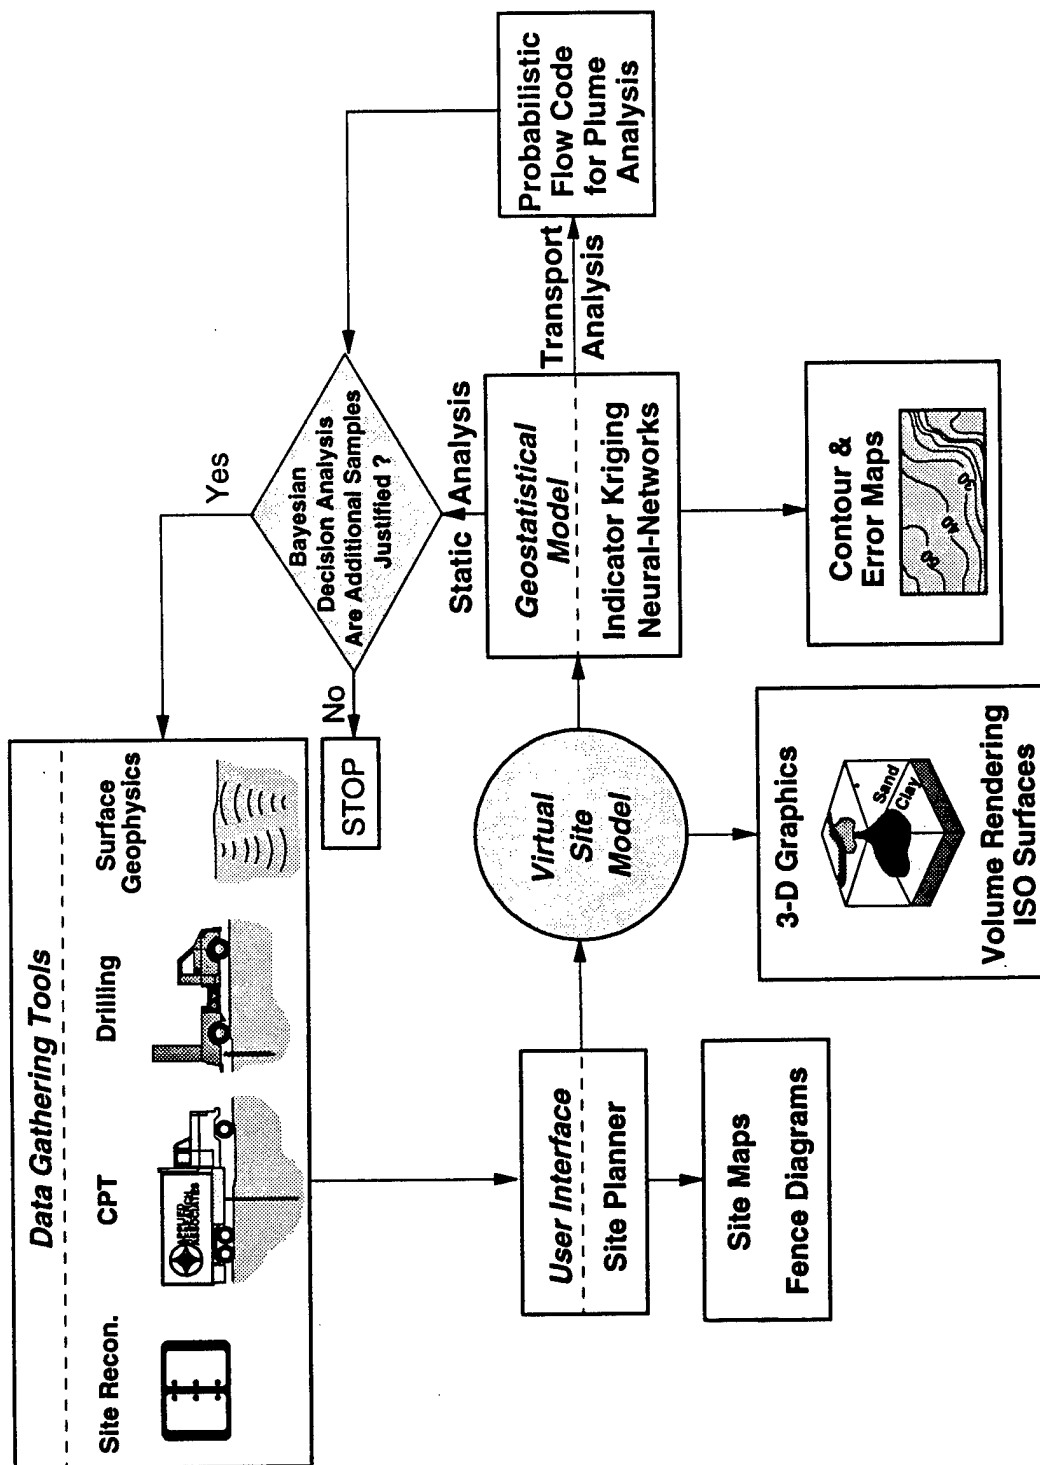 Data Gathering Tools
Site Recon.
CPT
Drilling
Surface
Geophysics
APPLIED
RESEARCH
ASSOCIATES
Yes
Bayesian
Decision Analysis
Are Additional Samples
Justified ?
No
STOP
Static Analysis
User Interface
Site Planner
Virtual
Site
Model
Geostatistical
Model
Indicator Kriging
Neural-Networks
Transport
Analysis
Probabilistic
Flow Code
for Plume
Analysis
Site Maps
Fence Diagrams
3-D Graphics
Sand
Clay
Volume Rendering
ISO Surfaces
Contour &
Error Maps